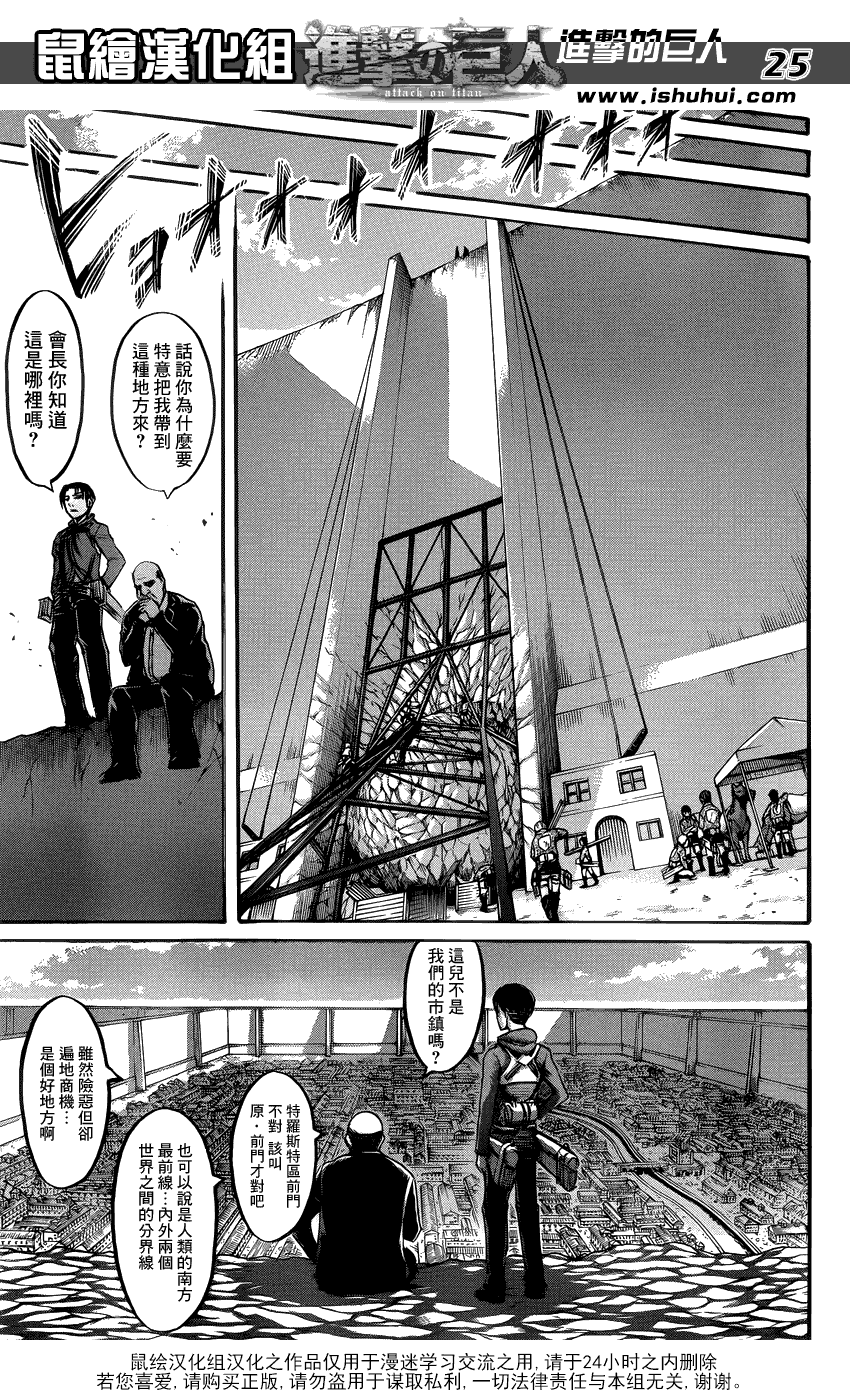 鼠繪漢化組
進撃の巨人
attack on titan
進擊的巨人
25
www.ishuhui.com
ビョオオオオオオオ
話說你為什麼要
特意把我帶到
這種地方來?
會長你知道
這是哪裡嗎?
這兒不是
我們的市鎮嗎?
特羅斯特區前門
不對 該叫
原·前門才對吧
也可以說是人類的南方
最前線…內外兩個
世界之間的分界線
雖然險惡但卻
遍地商機…
是個好地方啊
鼠绘汉化组汉化之作品仅用于漫迷学习交流之用, 请于24小时之内删除
若您喜爱, 请购买正版, 请勿盗用于谋取私利, 一切法律责任与本组无关, 谢谢。